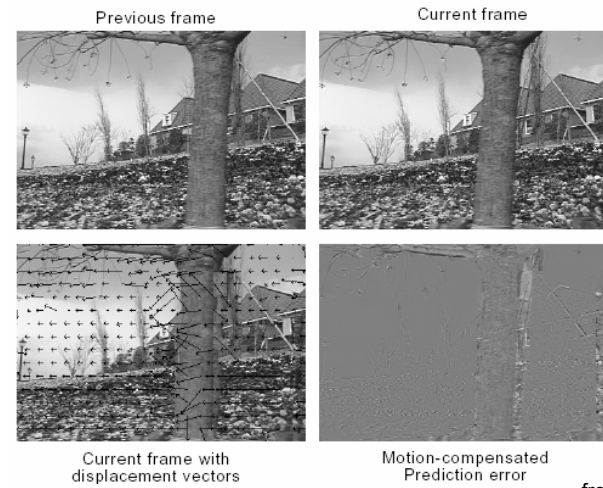 Previous frame
Current frame
Current frame with
displacement vectors
Motion-compensated
Prediction error